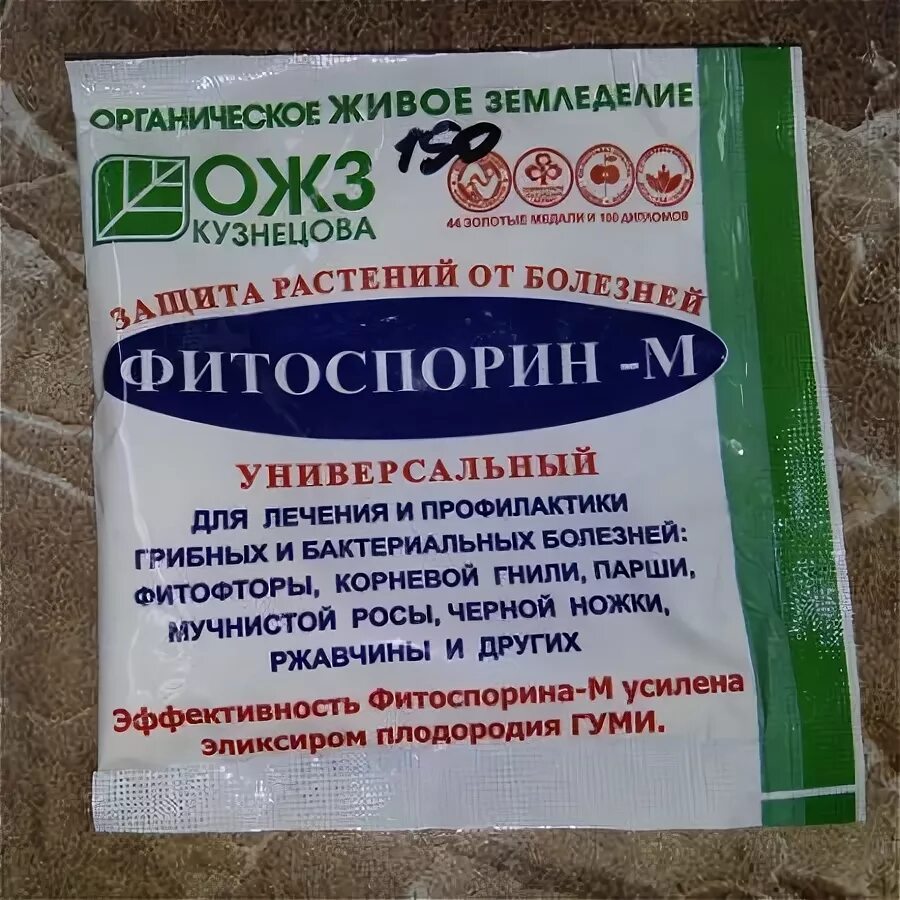 ОРГАНИЧЕСКОЕ ЖИВОЕ ЗЕМЛЕДЕЛИЕ
150
ОЖЗ
КУЗНЕЦОВА
44 ЗОЛОТЫЕ МЕДАЛИ И 100 ДИПЛОМОВ
ЗАЩИТА РАСТЕНИЙ ОТ БОЛЕЗНЕЙ
ФИТОСПОРИН -М
УНИВЕРСАЛЬНЫЙ
ДЛЯ ЛЕЧЕНИЯ И ПРОФИЛАКТИКИ
ГРИБНЫХ И БАКТЕРИАЛЬНЫХ БОЛЕЗНЕЙ:
ФИТОФТОРЫ, КОРНЕВОЙ ГНИЛИ, ПАРШИ,
МУЧНИСТОЙ РОСЫ, ЧЕРНОЙ НОЖКИ,
РЖАВЧИНЫ И ДРУГИХ
Эффективность Фитоспорина-М усилена
эликсиром плодородия ГУМИ.